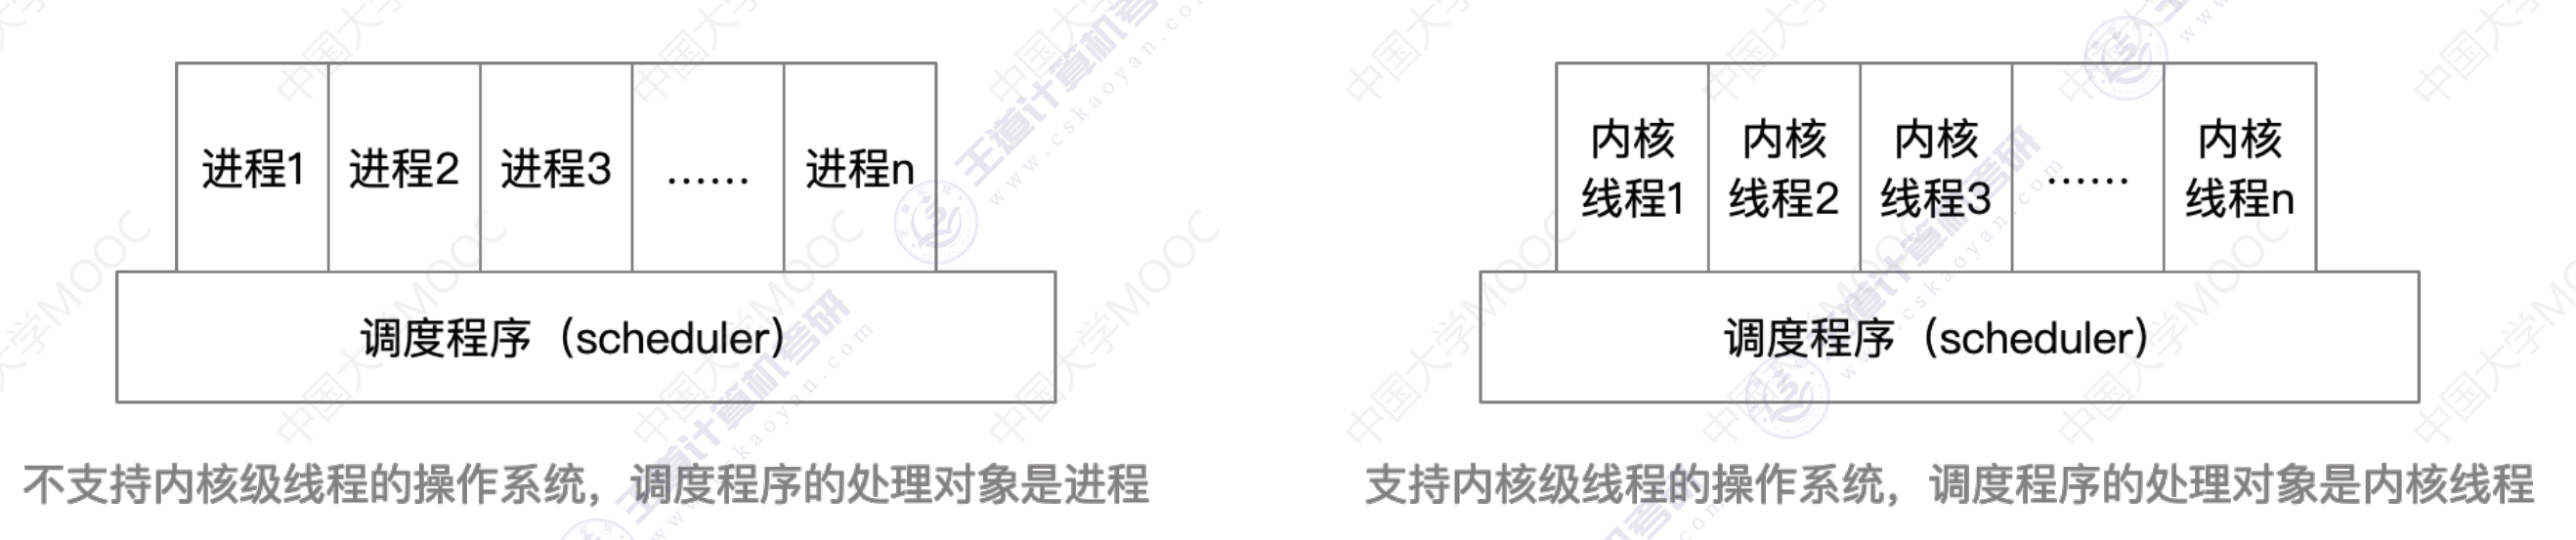 进程1
进程2
进程3
……
进程n
调度程序（scheduler）
不支持内核级线程的操作系统，调度程序的处理对象是进程
内核
线程1
内核
线程2
内核
线程3
……
内核
线程n
调度程序（scheduler）
支持内核级线程的操作系统，调度程序的处理对象是内核线程
中国大学MOOC
王道计算机考研
www.cskaoyan.com